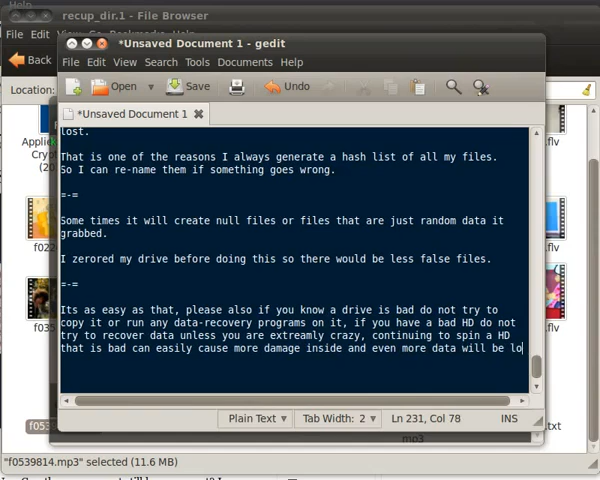 Help
recup_dir.1 - File Browser
File
Back
Location:
*Unsaved Document 1 - gedit
File Edit View Search Tools Documents Help
Open Save Undo
*Unsaved Document 1
lost.
That is one of the reasons I always generate a hash list of all my files.
So I can re-name them if something goes wrong.
=-=
Some times it will create null files or files that are just random data it
grabbed.
I zerored my drive before doing this so there would be less false files.
=-=
Its as easy as that, please also if you know a drive is bad do not try to
copy it or run any data-recovery programs on it, if you have a bad HD do not
try to recover data unless you are extreamly crazy, continuing to spin a HD
that is bad can easily cause more damage inside and even more data will be lo
Plain Text Tab Width: 2 Ln 231, Col 78 INS
.flv
.flv
.flv
.txt
mp3
"f0539814.mp3" selected (11.6 MB)